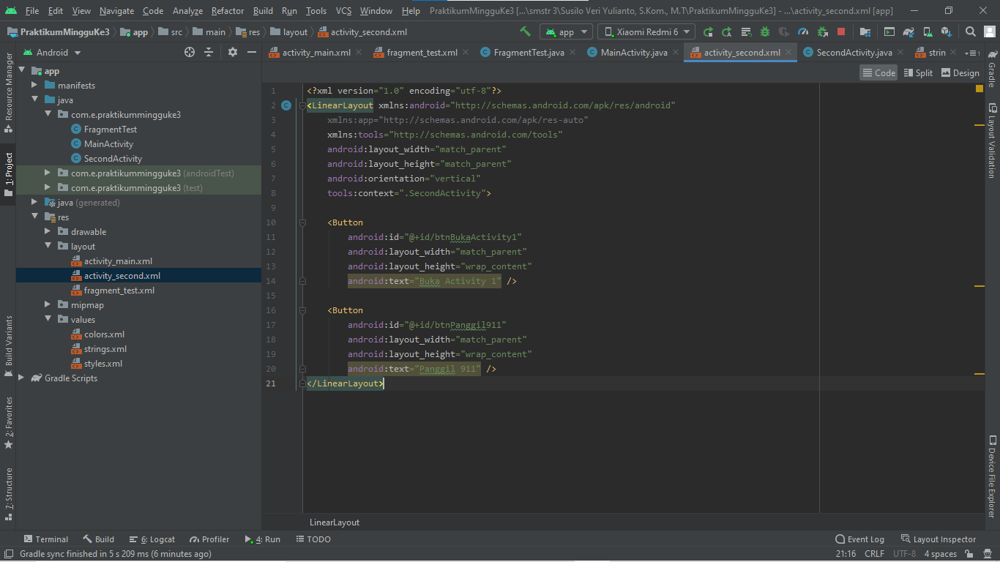 File Edit View Navigate Code Analyze Refactor Build Run Tools VCS Window Help PraktikumMingguKe3 [...\smstr 3\Susilo Veri Yulianto, S.Kom., M.T\PraktikumMingguKe3] - ...\activity_second.xml [app]
PraktikumMingguKe3 app src main res layout activity_second.xml app Xiaomi Redmi 6
Android activity_main.xml fragment_test.xml FragmentTest.java MainActivity.java activity_second.xml SecondActivity.java strin
Code Split Design
Resource Manager
1: Project
Build Variants
2: Favorites
7: Structure
app
manifests
java
com.e.praktikummingguke3
FragmentTest
MainActivity
SecondActivity
com.e.praktikummingguke3 (androidTest)
com.e.praktikummingguke3 (test)
java (generated)
res
drawable
layout
activity_main.xml
activity_second.xml
fragment_test.xml
mipmap
values
colors.xml
strings.xml
styles.xml
Gradle Scripts
1 <?xml version="1.0" encoding="utf-8"?>
2 <LinearLayout xmlns:android="http://schemas.android.com/apk/res/android"
3 xmlns:app="http://schemas.android.com/apk/res-auto"
4 xmlns:tools="http://schemas.android.com/tools"
5 android:layout_width="match_parent"
6 android:layout_height="match_parent"
7 android:orientation="vertical"
8 tools:context=".SecondActivity">
9
10 <Button
11 android:id="@+id/btnBukaActivity1"
12 android:layout_width="match_parent"
13 android:layout_height="wrap_content"
14 android:text="Buka Activity 1" />
15
16 <Button
17 android:id="@+id/btnPanggil911"
18 android:layout_width="match_parent"
19 android:layout_height="wrap_content"
20 android:text="Panggil 911" />
21 </LinearLayout>
LinearLayout
Gradle
Layout Validation
Device File Explorer
Terminal Build 6: Logcat Profiler 4: Run TODO Event Log Layout Inspector
Gradle sync finished in 5 s 209 ms (6 minutes ago) 21:16 CRLF UTF-8 4 spaces